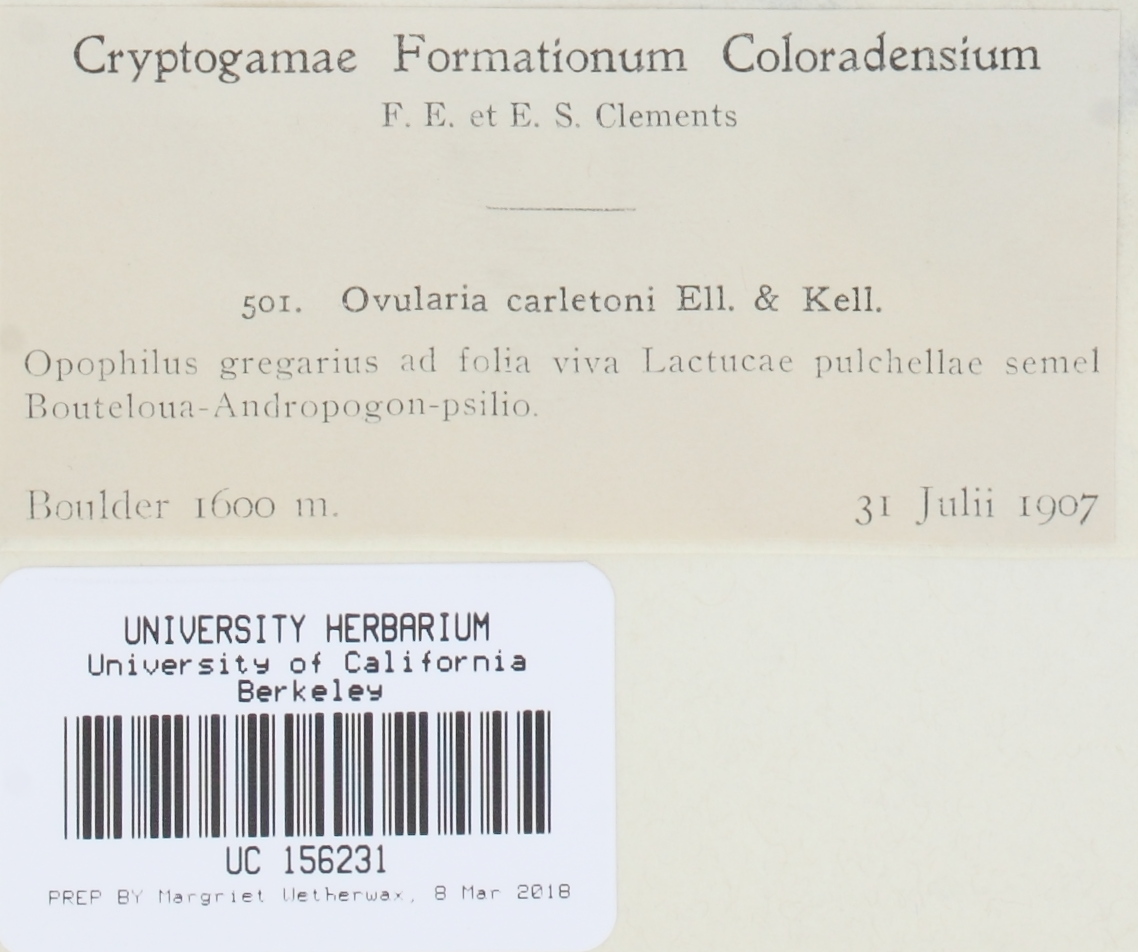 Cryptogamae Formationum Coloradensium
F. E. et E. S. Clements
501. Ovularia carletoni Ell. & Kell.
Opophilus gregarius ad folia viva Lactucae pulchellae semel
Bouteloua-Andropogon-psilio.
Boulder 1600 m. 31 Julii 1907
UNIVERSITY HERBARIUM
University of California
Berkeley
UC 156231
PREP BY Margriet Wetherwax, 8 Mar 2018